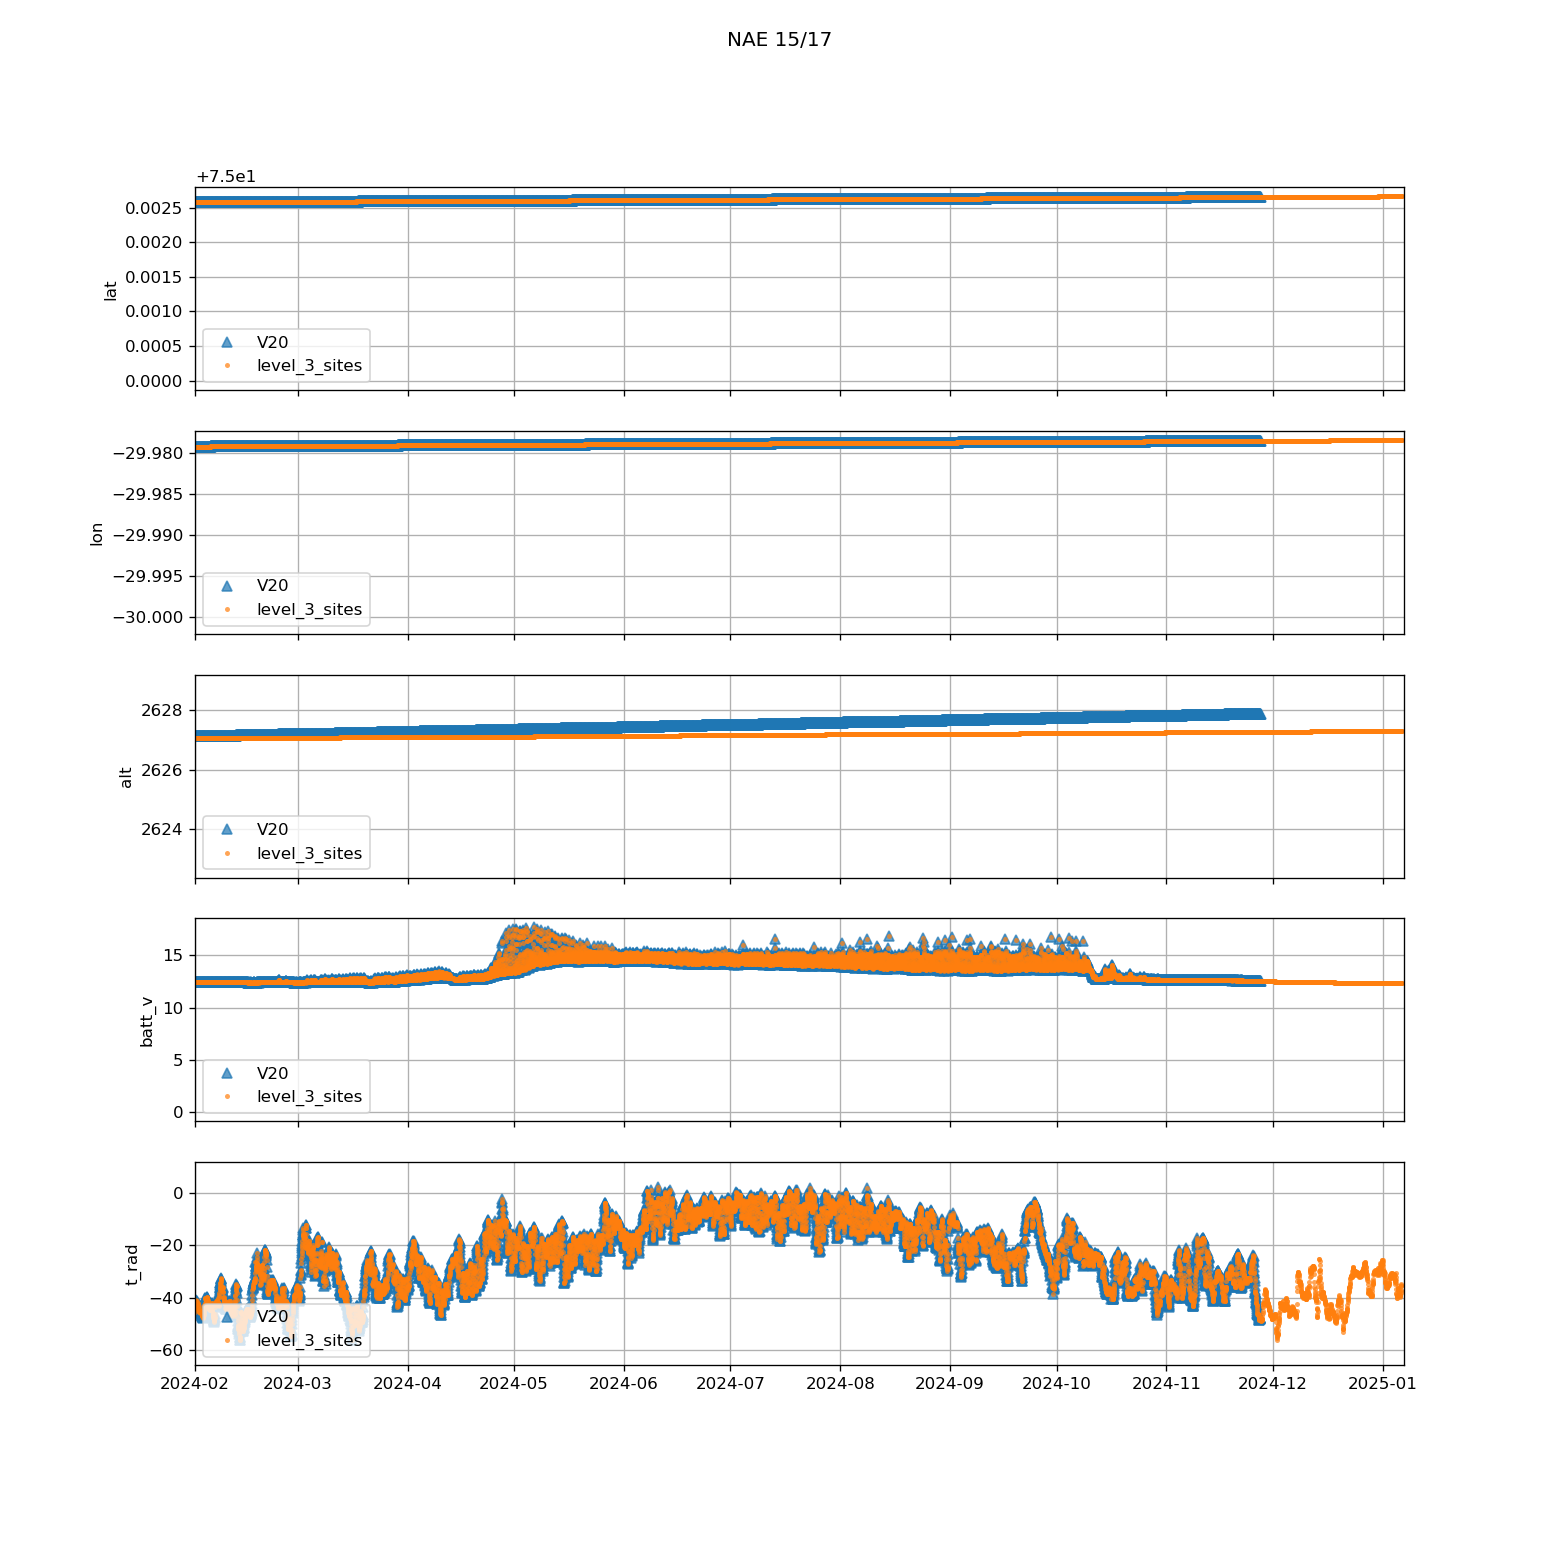 NAE 15/17
+7.5e1
0.0025
0.0020
0.0015
0.0010
0.0005
0.0000
lat
V20
level_3_sites
−29.980
−29.985
−29.990
−29.995
−30.000
lon
V20
level_3_sites
2628
2626
2624
alt
V20
level_3_sites
15
10
5
0
batt_v
V20
level_3_sites
0
−20
−40
−60
t_rad
V20
level_3_sites
2024-02 2024-03 2024-04 2024-05 2024-06 2024-07 2024-08 2024-09 2024-10 2024-11 2024-12 2025-01